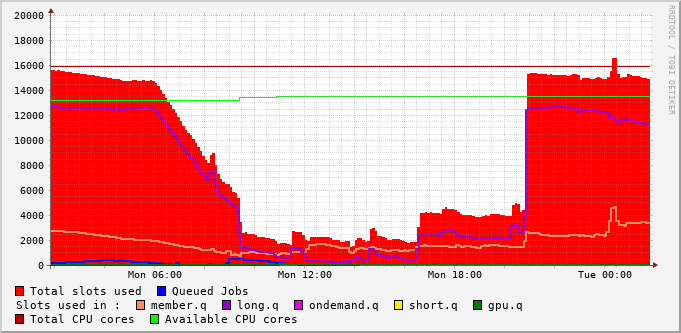 RRDTOOL / TOBI OETIKER
20000
18000
16000
14000
12000
10000
8000
6000
4000
2000
0
Mon 06:00 Mon 12:00 Mon 18:00 Tue 00:00
Total slots used Queued Jobs
Slots used in : member.q long.q ondemand.q short.q gpu.q
Total CPU cores Available CPU cores